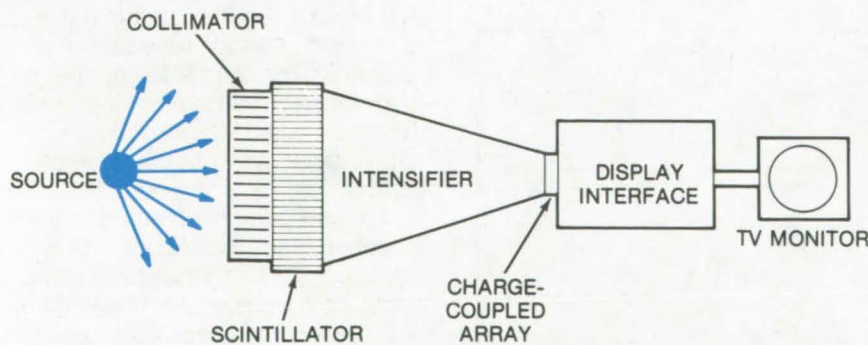 COLLIMATOR
SOURCE
INTENSIFIER
DISPLAY
INTERFACE
TV MONITOR
CHARGE-
COUPLED
ARRAY
SCINTILLATOR